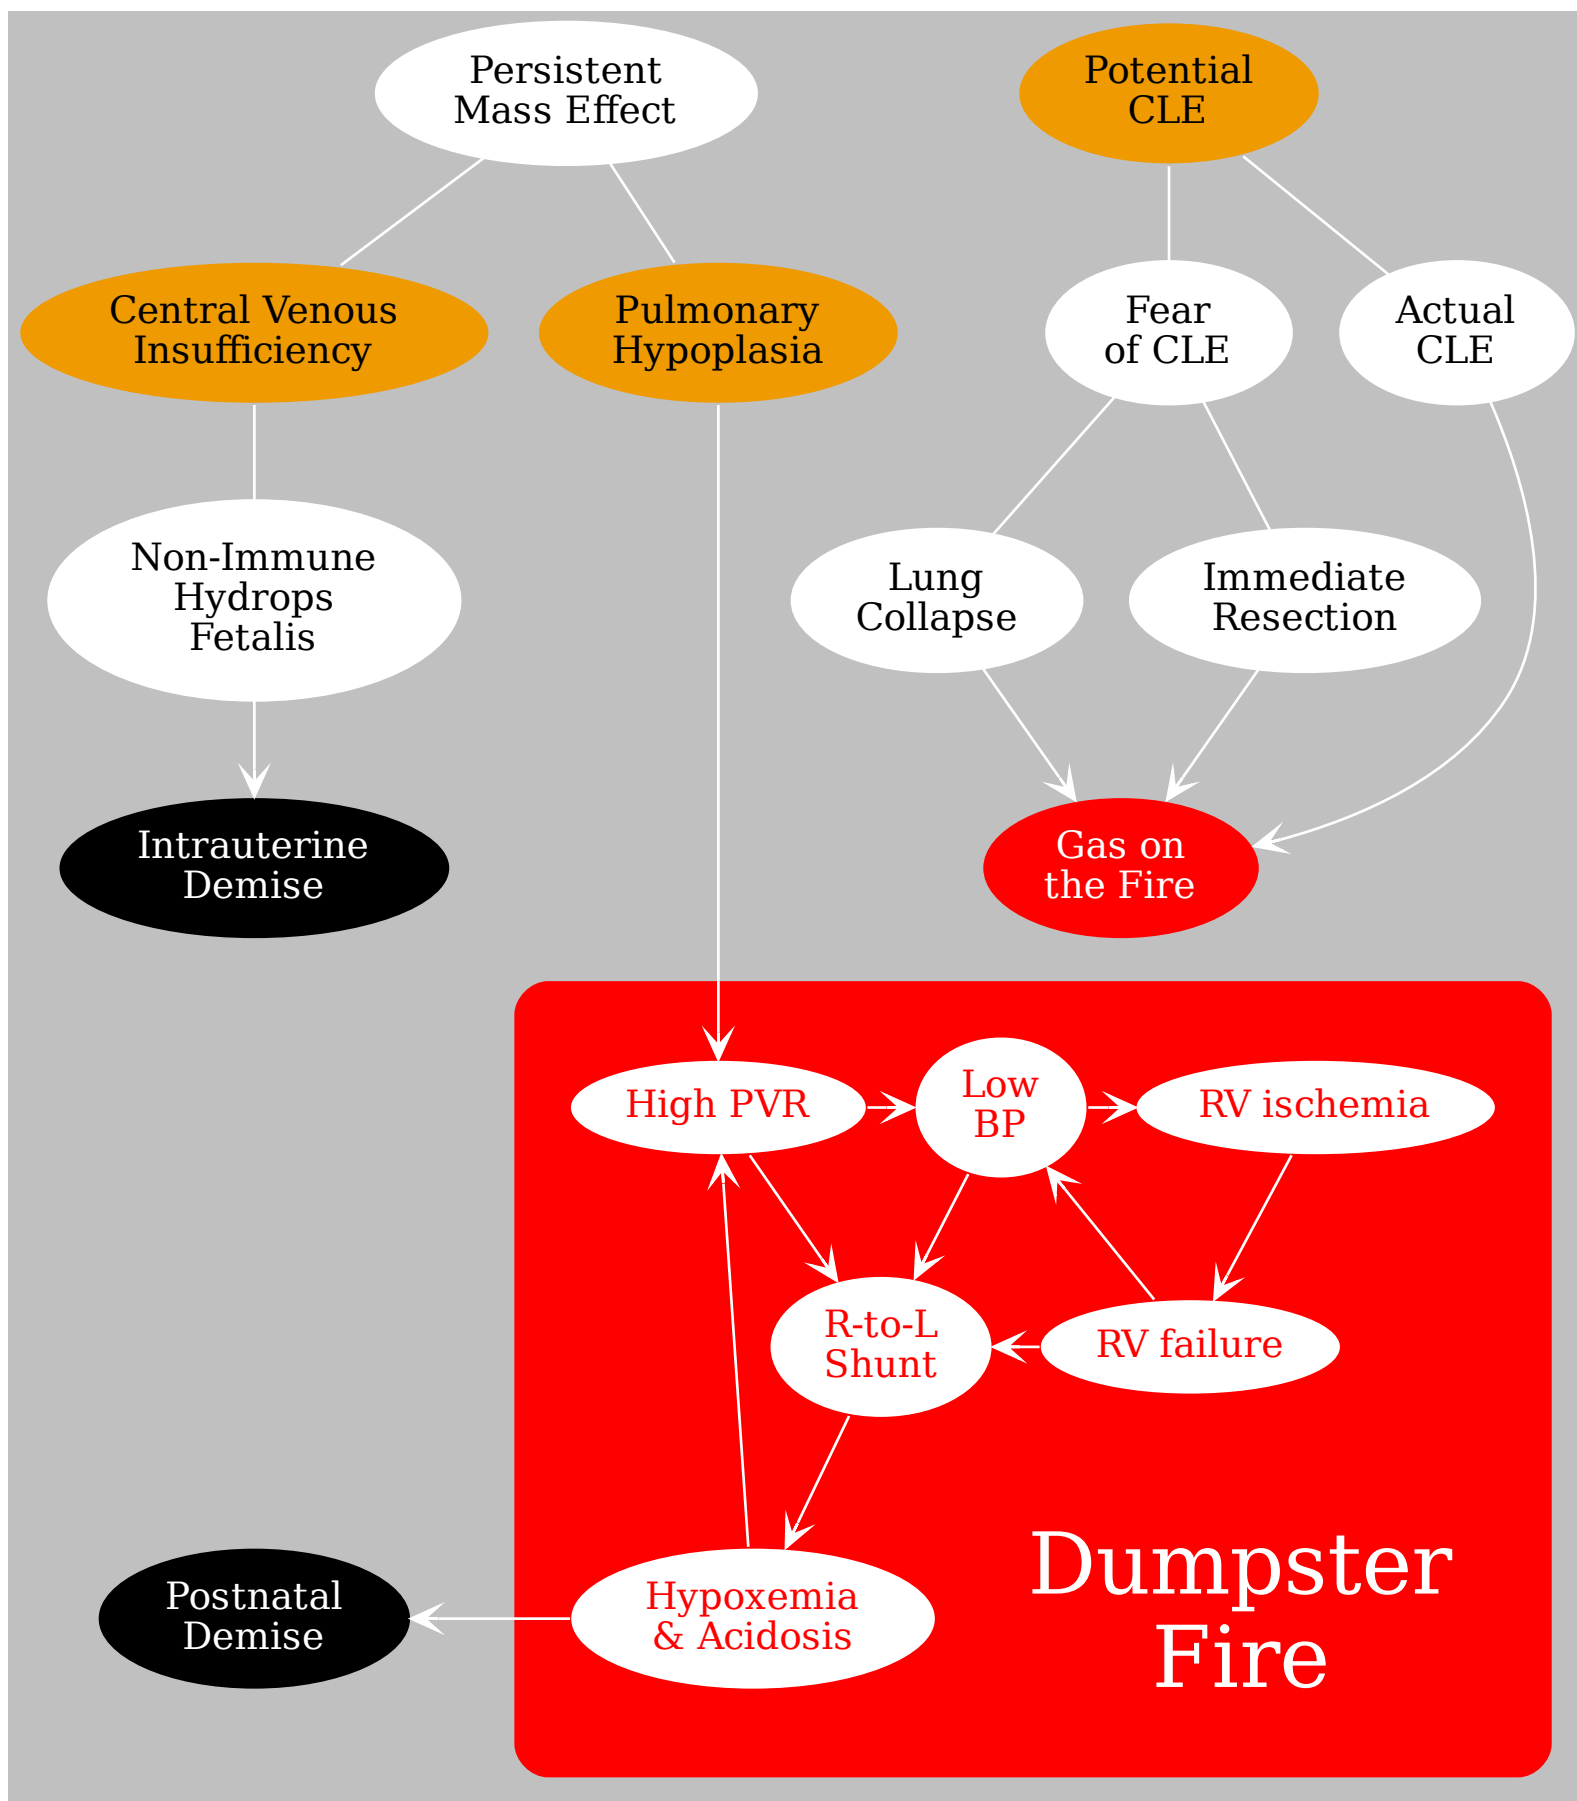 Persistent
Mass Effect
Potential
CLE
Central Venous
Insufficiency
Pulmonary
Hypoplasia
Fear
of CLE
Actual
CLE
Non-Immune
Hydrops
Fetalis
Lung
Collapse
Immediate
Resection
Intrauterine
Demise
Gas on
the Fire
High PVR
Low
BP
RV ischemia
R-to-L
Shunt
RV failure
Postnatal
Demise
Hypoxemia
& Acidosis
Dumpster
Fire